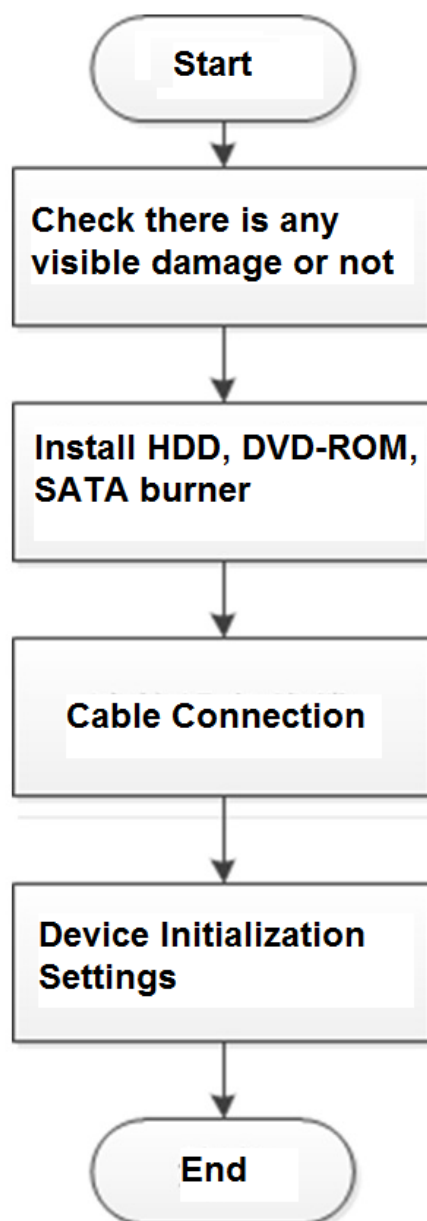 Start
Check there is any
visible damage or not
Install HDD, DVD-ROM,
SATA burner
Cable Connection
Device Initialization
Settings
End